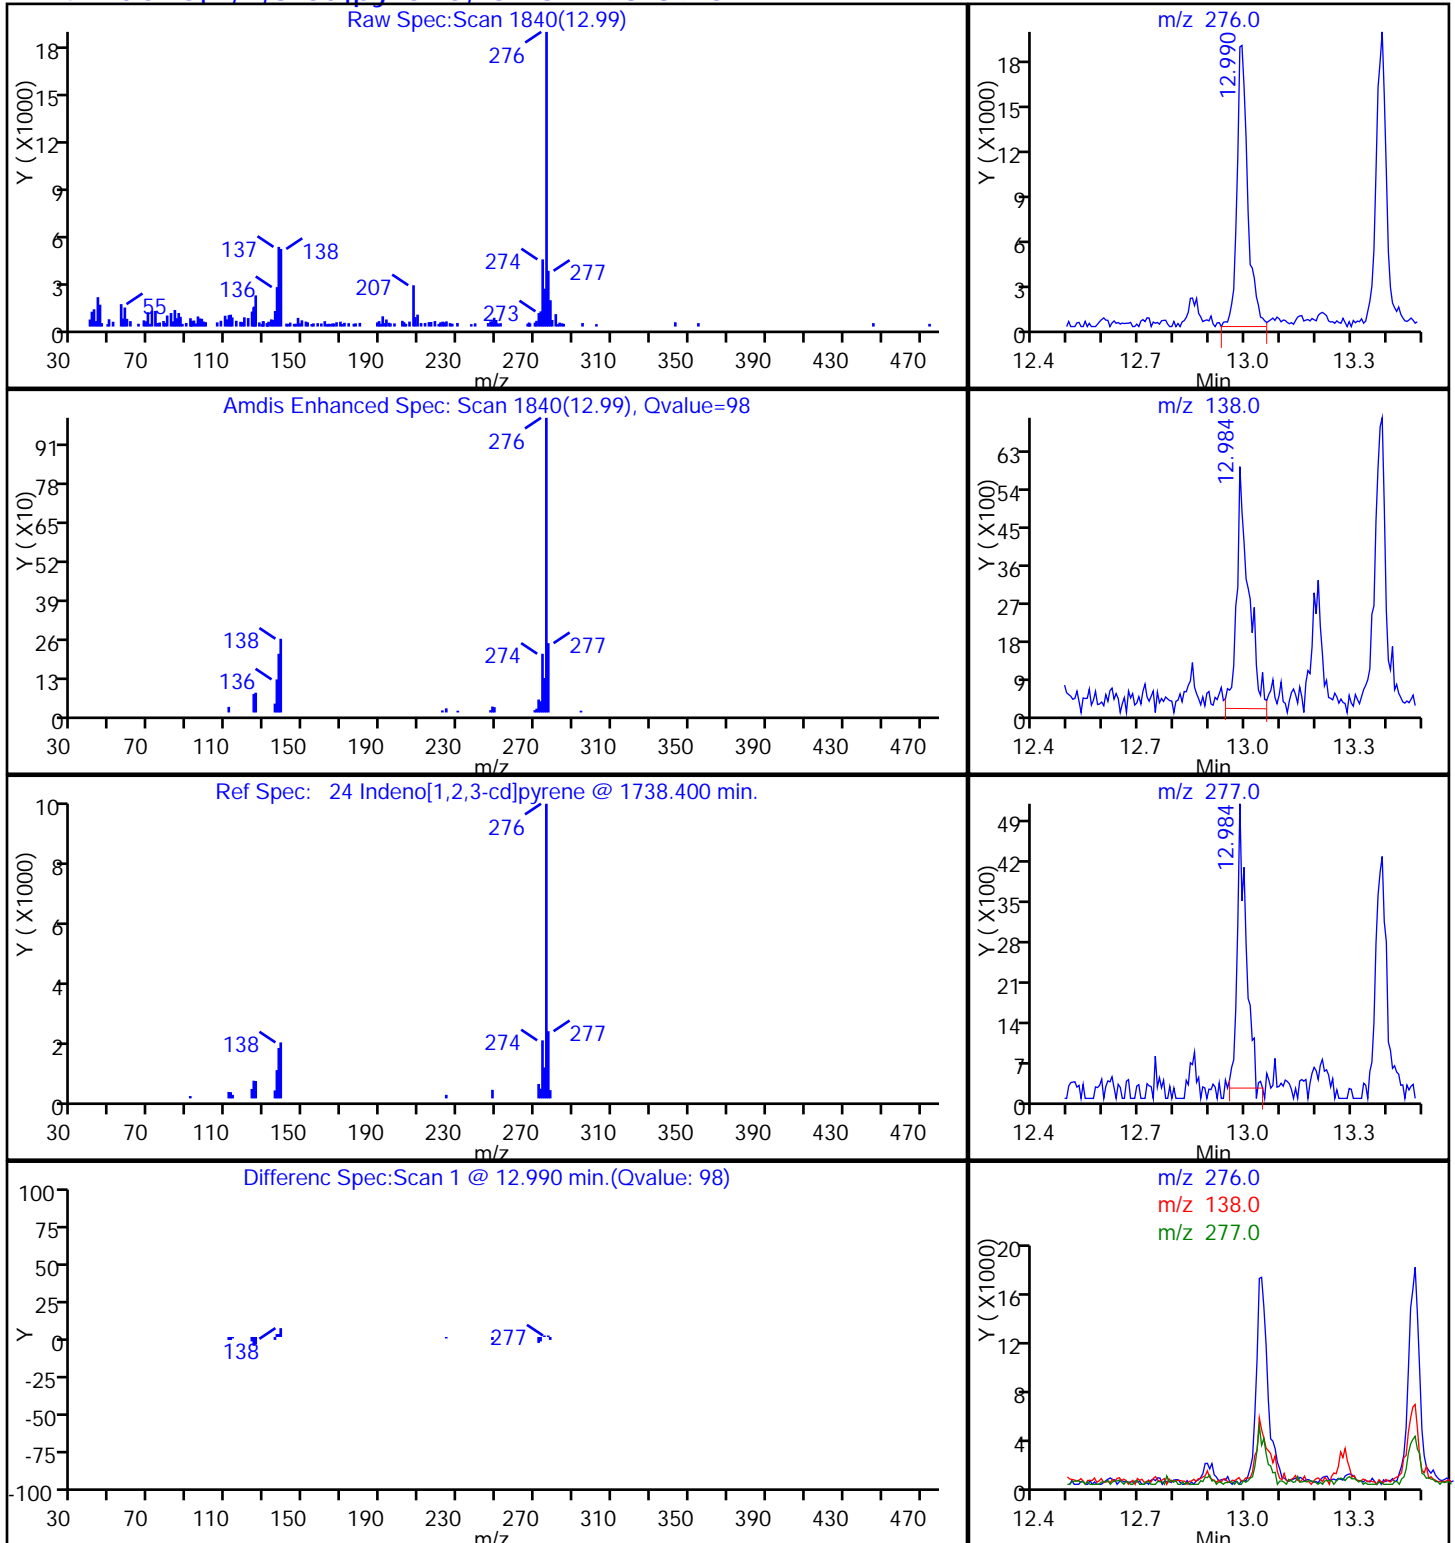 Raw Spec:Scan 1840(12.99)
Y ( X1000)
18
15
12
9
6
3
0
276
137
138
136
55
207
274
277
273
30 70 110 150 190 230 270 310 350 390 430 470
m/z
m/z 276.0
Y ( X1000)
18
15
12
9
6
3
0
12.990
12.4 12.7 13.0 13.3
Min
Amdis Enhanced Spec: Scan 1840(12.99), Qvalue=98
Y ( X10)
91
78
65
52
39
26
13
0
276
138
136
274
277
30 70 110 150 190 230 270 310 350 390 430 470
m/z
m/z 138.0
Y ( X100)
63
54
45
36
27
18
9
0
12.984
12.4 12.7 13.0 13.3
Min
Ref Spec: 24 Indeno[1,2,3-cd]pyrene @ 1738.400 min.
Y ( X1000)
10
8
6
4
2
0
276
138
274
277
30 70 110 150 190 230 270 310 350 390 430 470
m/z
m/z 277.0
Y ( X100)
49
42
35
28
21
14
7
0
12.984
12.4 12.7 13.0 13.3
Min
Differenc Spec:Scan 1 @ 12.990 min.(Qvalue: 98)
Y
100
75
50
25
0
-25
-50
-75
-100
138
277
30 70 110 150 190 230 270 310 350 390 430 470
m/z
m/z 276.0
m/z 138.0
m/z 277.0
Y ( X1000)
20
16
12
8
4
0
12.4 12.7 13.0 13.3
Min